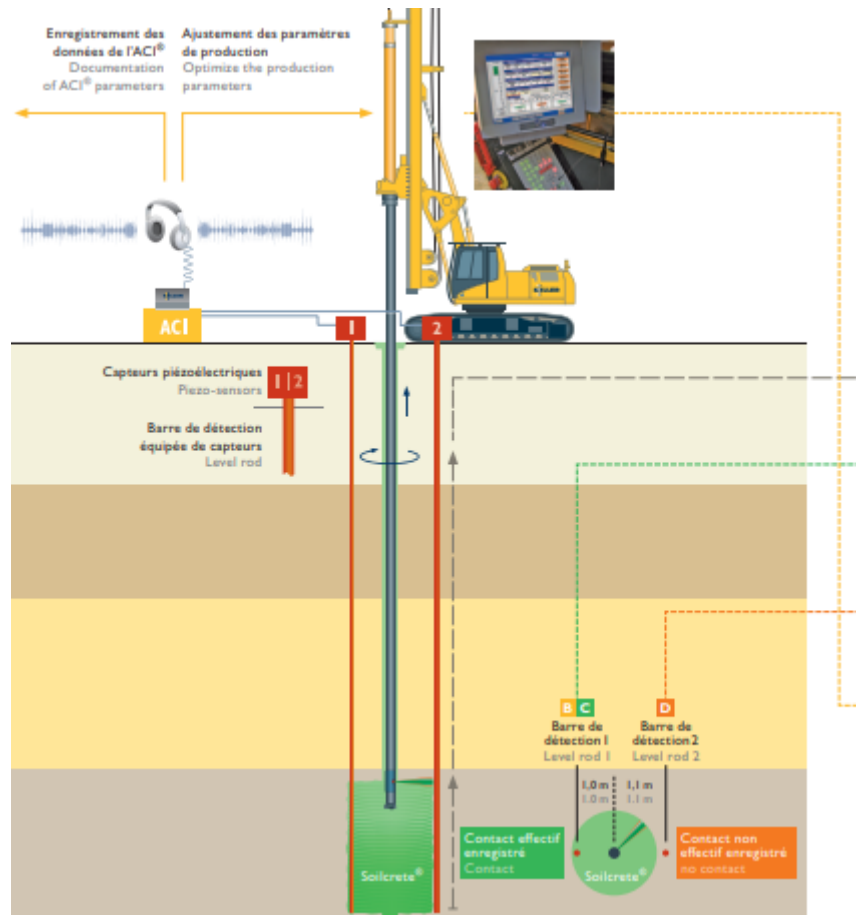 Enregistrement des
données de l'ACI®
Documentation
of ACI® parameters
Ajustement des paramètres
de production
Optimize the production
parameters
KELLER
ACI
1
2
Capteurs piézoélectriques
Piezo-sensors
1|2
Barre de détection
équipée de capteurs
Level rod
B C
Barre de
détection 1
Level rod 1
D
Barre de
détection 2
Level rod 2
1,0 m
1.0 m
1,1 m
1.1 m
Contact effectif
enregistré
Contact
Soilcrete®
Contact non
effectif enregistré
no contact
Soilcrete®